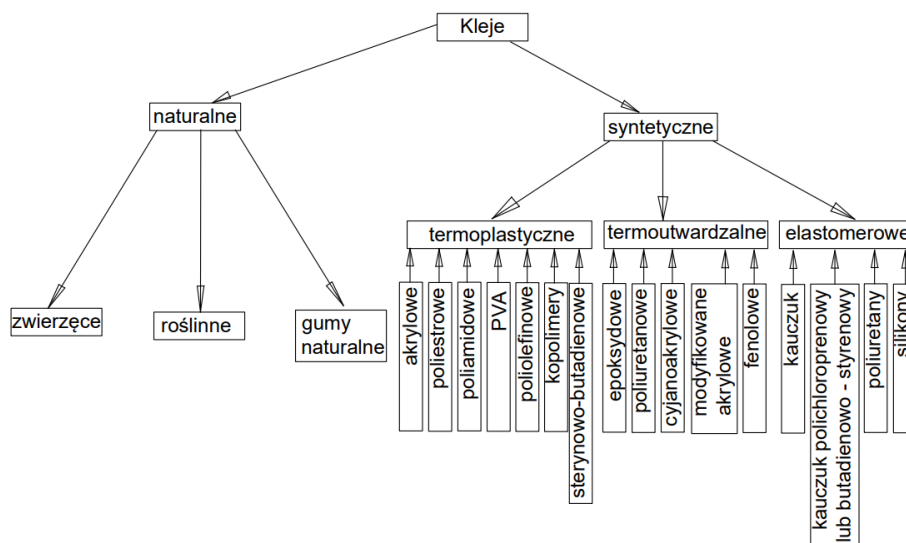 Kleje
naturalne
syntetyczne
termoplastyczne
termoutwardzalne
elastomerowe
zwierzęce
roślinne
gumy
naturalne
akrylowe
poliestrowe
poliamidowe
PVA
poliolefinowe
kopolimery
sterynowo-butadienowe
epoksydowe
poliuretanowe
cyjanoakrylowe
modyfikowane
akrylowe
fenolowe
kauczuk
kauczuk polichloroprenowy
lub butadienowo - styrenowy
poliuretany
silikony